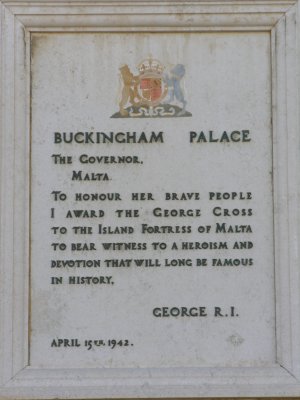 BUCKINGHAM PALACE
THE GOVERNOR,
MALTA.
TO HONOUR HER BRAVE PEOPLE
I AWARD THE GEORGE CROSS
TO THE ISLAND FORTRESS OF MALTA
TO BEAR WITNESS TO A HEROISM AND
DEVOTION THAT WILL LONG BE FAMOUS
IN HISTORY.
GEORGE R.I.
APRIL 15TH. 1942.